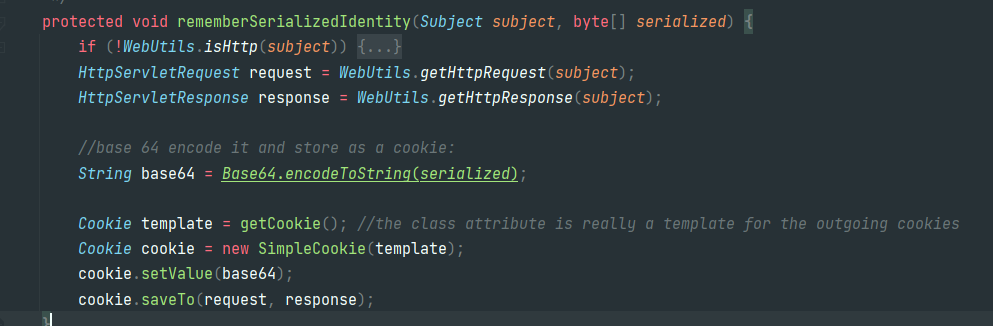 protected void rememberSerializedIdentity(Subject subject, byte[] serialized) {
if (!WebUtils.isHttp(subject)) {...}
HttpServletRequest request = WebUtils.getHttpRequest(subject);
HttpServletResponse response = WebUtils.getHttpResponse(subject);
//base 64 encode it and store as a cookie:
String base64 = Base64.encodeToString(serialized);
Cookie template = getCookie(); //the class attribute is really a template for the outgoing cookies
Cookie cookie = new SimpleCookie(template);
cookie.setValue(base64);
cookie.saveTo(request, response);
}